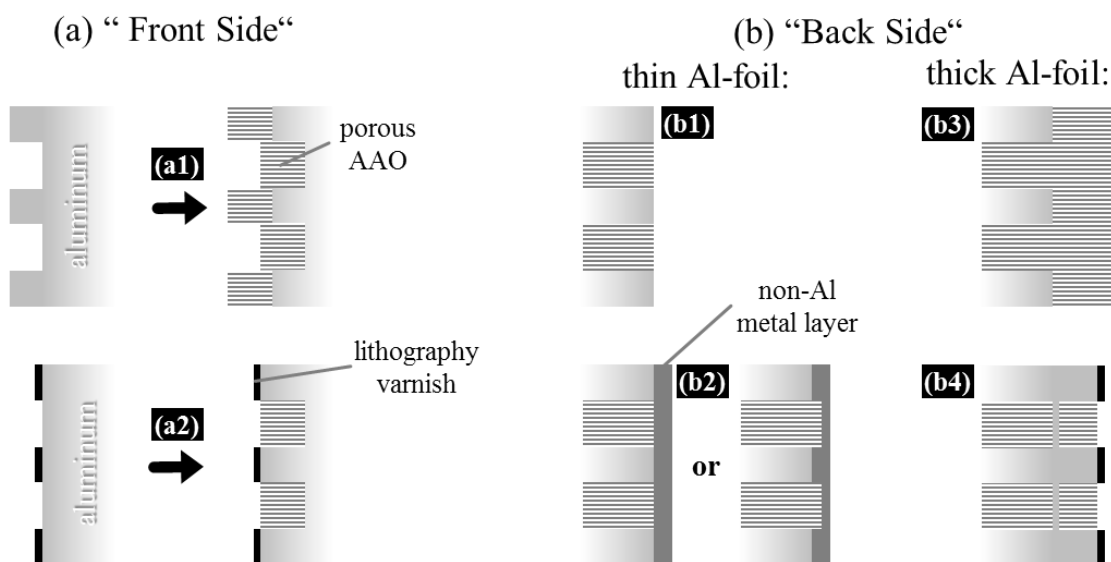 (a) “ Front Side“
(b) “Back Side“
thin Al-foil:
thick Al-foil:
aluminum
(a1)
porous
AAO
(b1)
(b3)
aluminum
(a2)
lithography
varnish
non-Al
metal layer
(b2)
or
(b4)